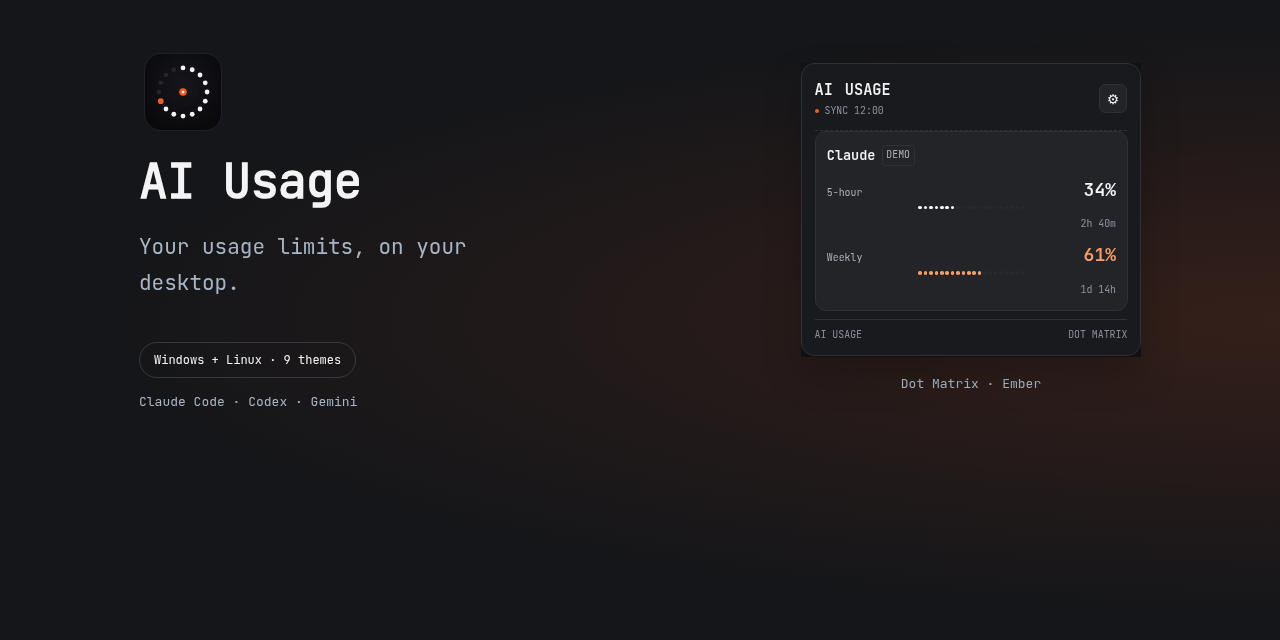 AI Usage
Your usage limits, on your
desktop.
Windows + Linux · 9 themes
Claude Code · Codex · Gemini
AI USAGE
SYNC 12:00
Claude DEMO
5-hour 34%
2h 40m
Weekly 61%
1d 14h
AI USAGE DOT MATRIX
Dot Matrix · Ember